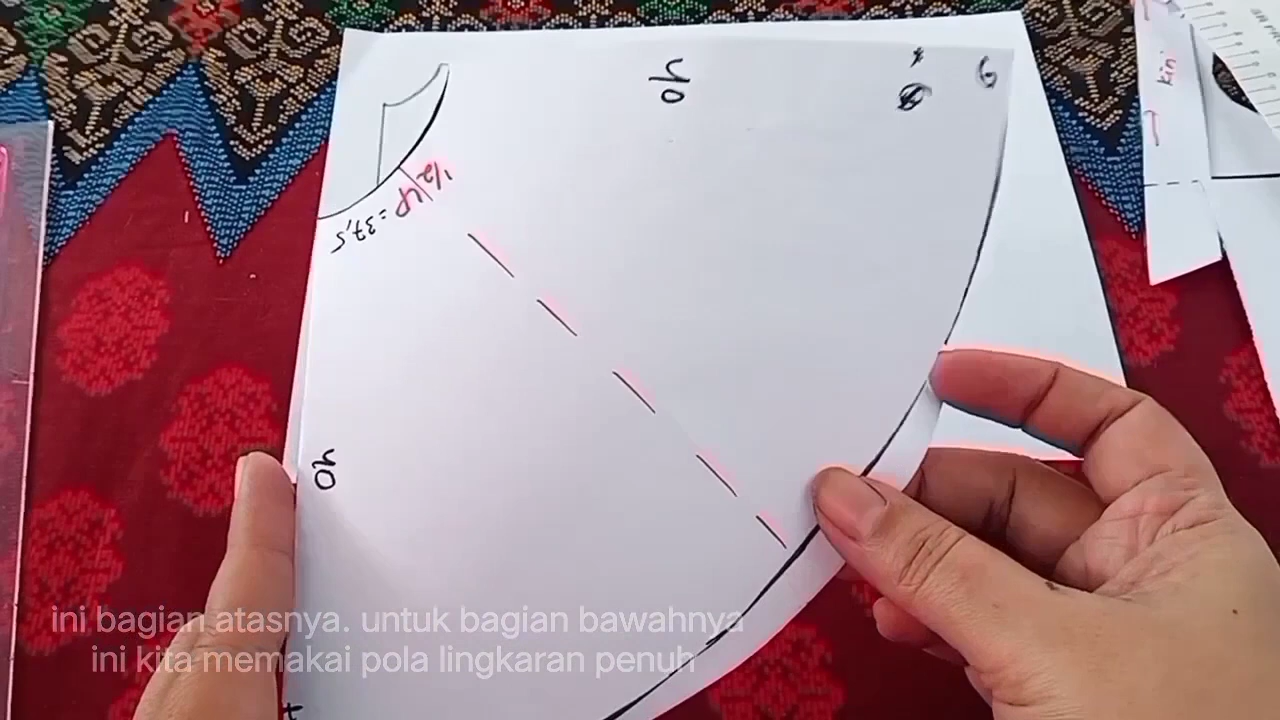 40
1/2 LP = 37,5
40
kin
ini bagian atasnya. untuk bagian bawahnya
ini kita memakai pola lingkaran penuh